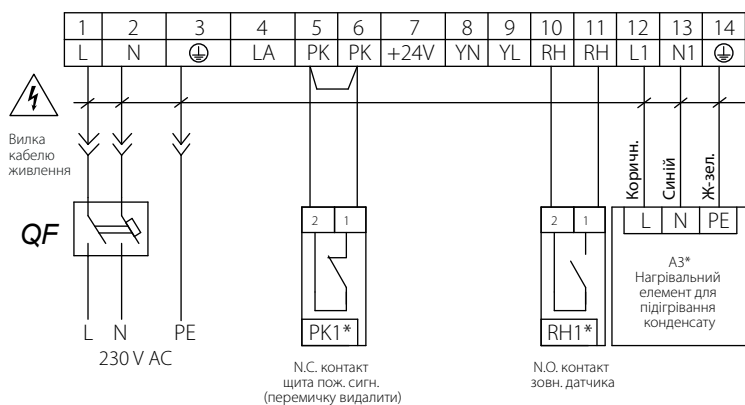 1 2 3 4 5 6 7 8 9 10 11 12 13 14
L N LA PK PK +24V YN YL RH RH L1 N1
Вилка
кабелю
живлення
Коричн.
Синій
Ж-зел.
QF
2 1
2 1
L N PE
A3*
Нагрівальний
елемент для
підігрівання
конденсату
PK1*
RH1*
L N PE
230 V AC
N.C. контакт
щита пож. сигн.
(перемичку видалити)
N.O. контакт
зовн. датчика